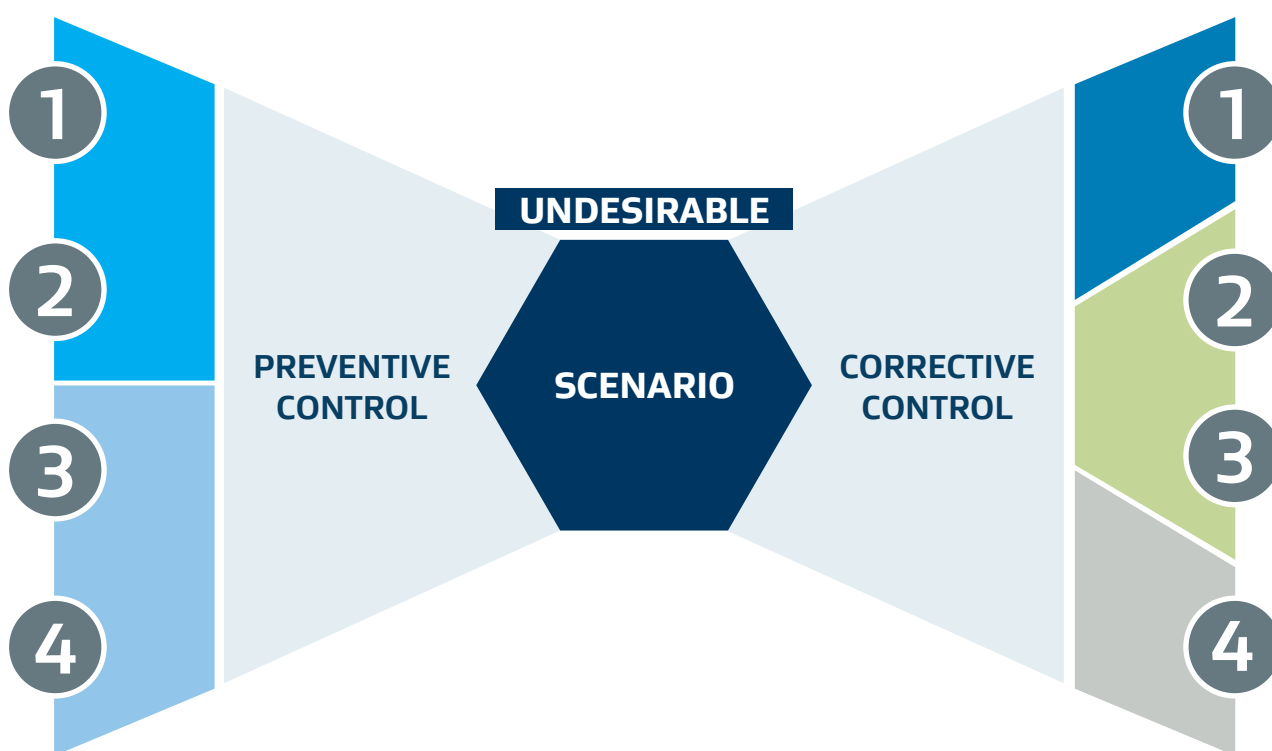 1
2
3
4
PREVENTIVE
CONTROL
UNDESIRABLE
SCENARIO
CORRECTIVE
CONTROL
1
2
3
4